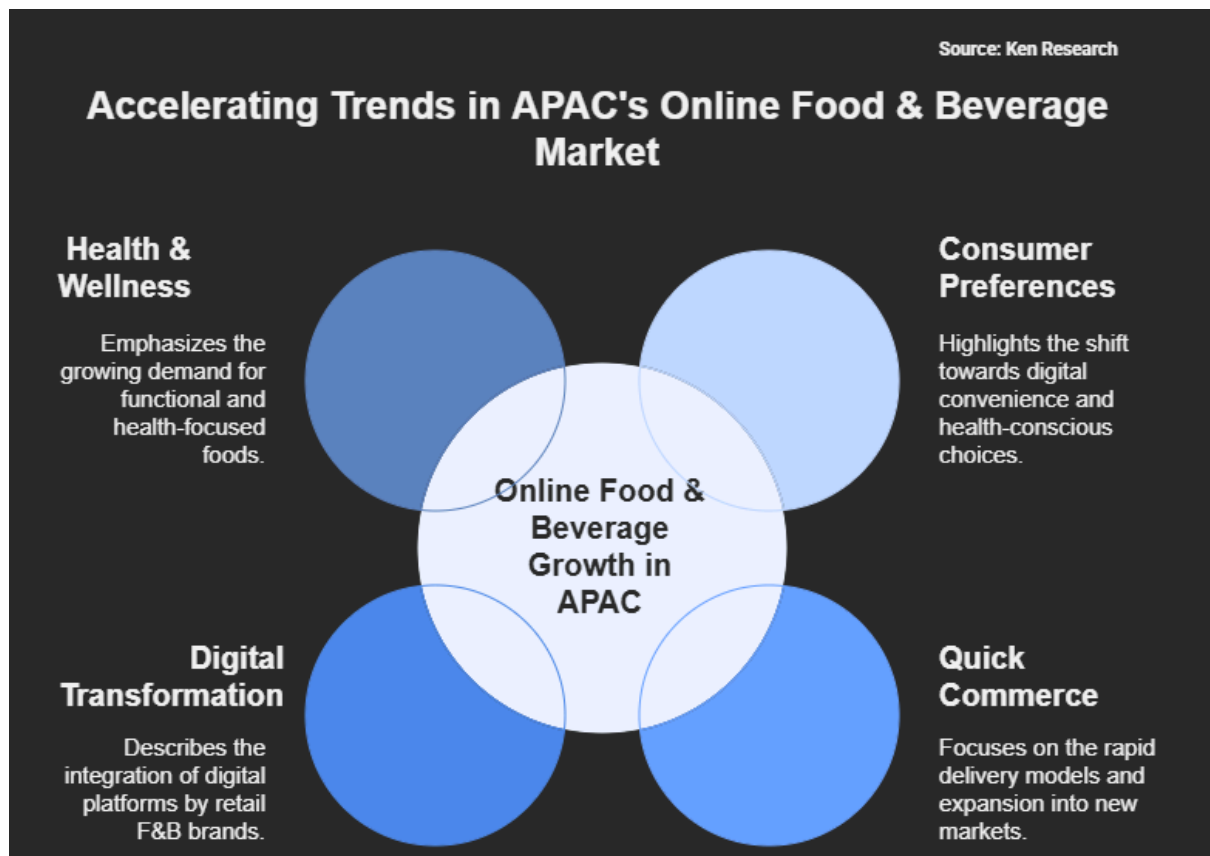 Source: Ken Research
Accelerating Trends in APAC's Online Food & Beverage
Market
Health &
Wellness
Emphasizes the
growing demand for
functional and
health-focused
foods.
Consumer
Preferences
Highlights the shift
towards digital
convenience and
health-conscious
choices.
Online Food &
Beverage
Growth in
APAC
Digital
Transformation
Describes the
integration of digital
platforms by retail
F&B brands.
Quick
Commerce
Focuses on the rapid
delivery models and
expansion into new
markets.